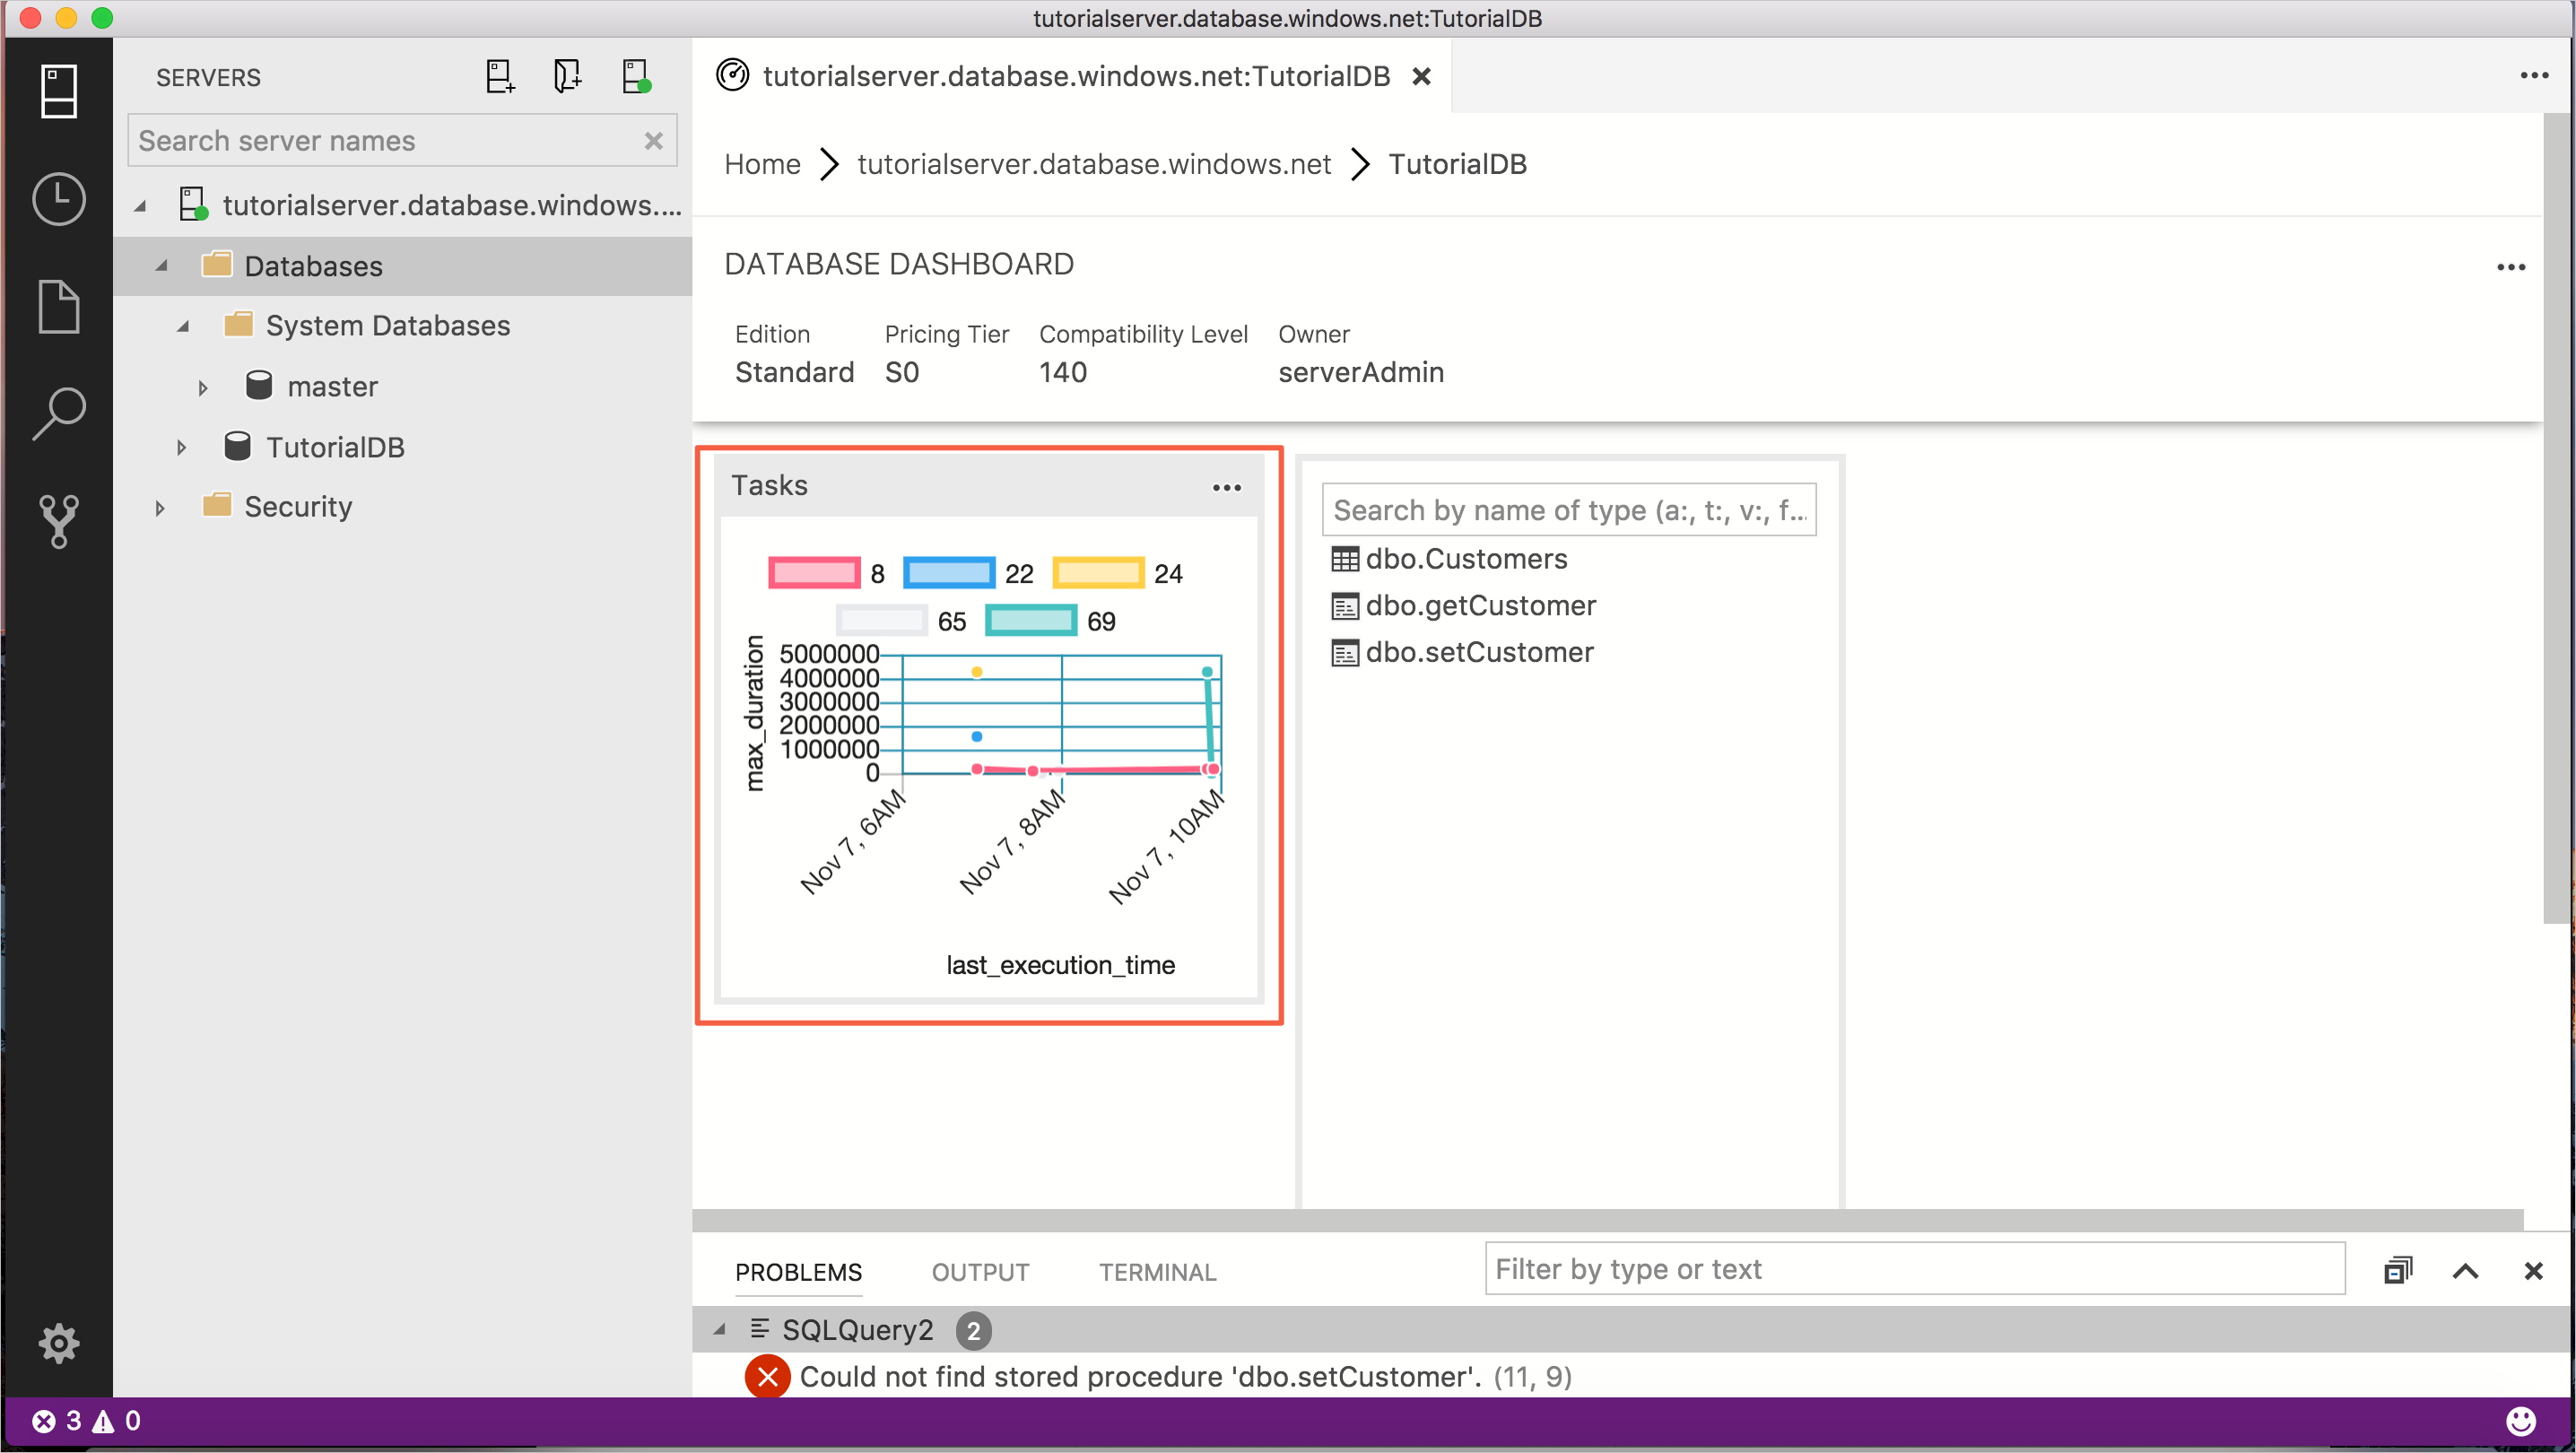 tutorialserver.database.windows.net:TutorialDB
SERVERS
Search server names
tutorialserver.database.windows....
Databases
System Databases
master
TutorialDB
Security
tutorialserver.database.windows.net:TutorialDB
Home tutorialserver.database.windows.net TutorialDB
DATABASE DASHBOARD
Edition Pricing Tier Compatibility Level Owner
Standard S0 140 serverAdmin
Tasks
8 22 24
65 69
max_duration
5000000
4000000
3000000
2000000
1000000
0
Nov 7, 6AM
Nov 7, 8AM
Nov 7, 10AM
last_execution_time
Search by name of type (a:, t:, v:, f...
dbo.Customers
dbo.getCustomer
dbo.setCustomer
PROBLEMS OUTPUT TERMINAL
Filter by type or text
SQLQuery2 2
Could not find stored procedure 'dbo.setCustomer'. (11, 9)
3 0